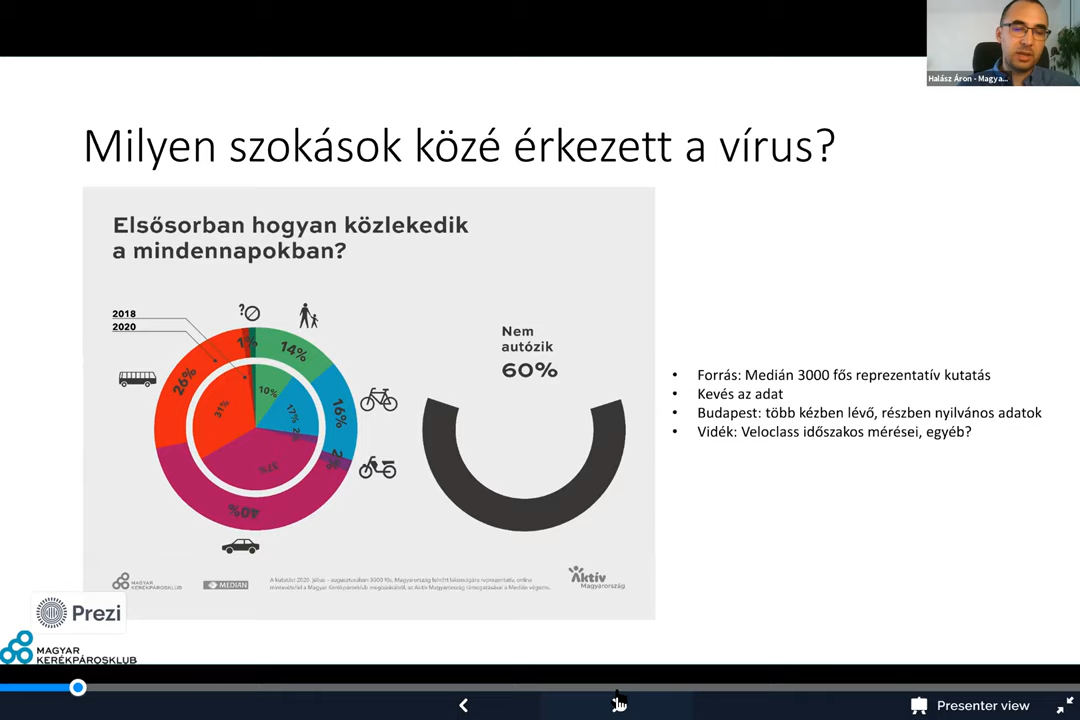 Halász Áron - Magya...
Milyen szokások közé érkezett a vírus?
Elsősorban hogyan közlekedik
a mindennapokban?
2018
2020
?
1%
14%
26%
16%
2%
40%
10%
17%
2%
31%
37%
Nem
autózik
60%
• Forrás: Medián 3000 fős reprezentatív kutatás
• Kevés az adat
• Budapest: több kézben lévő, részben nyilvános adatok
• Vidék: Veloclass időszakos mérései, egyéb?
MAGYAR
KERÉKPÁROSKLUB
MEDIÁN
A kutatást 2020. július - augusztusában 3000 fős, Magyarország felnőtt lakosságára reprezentatív online
mintavétellel a Magyar Kerékpárosklub megbízásából, az Aktív Magyarország támogatásával a Medián végezte.
Aktív
Magyarország
Prezi
MAGYAR
KERÉKPÁROSKLUB
Presenter view